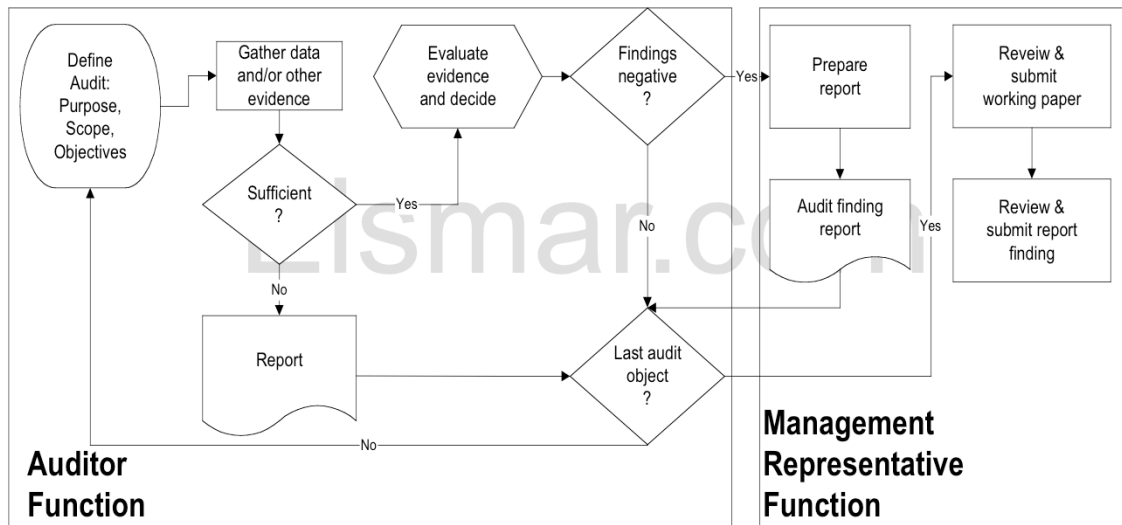 Define
Audit:
Purpose,
Scope,
Objectives
Gather data
and/or other
evidence
Evaluate
evidence
and decide
Findings
negative
?
Yes
Prepare
report
Reveiw &
submit
working paper
Sufficient
?
Yes
No
Audit finding
report
Yes
Review &
submit report
finding
Elsmar.com
No
Report
Last audit
object
?
No
Auditor
Function
Management
Representative
Function